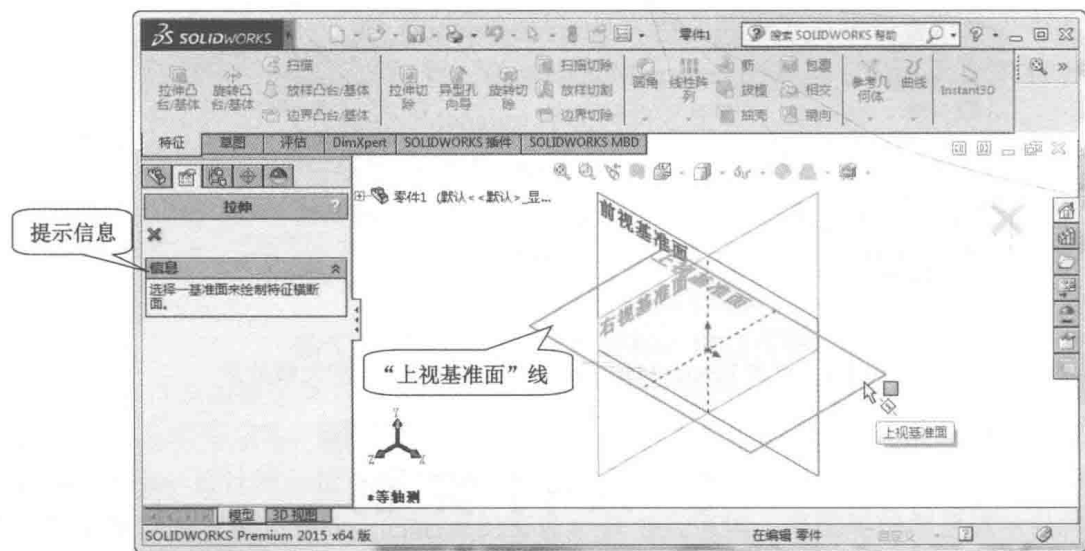 SOLIDWORKS
零件1
搜索 SOLIDWORKS 帮助
拉伸凸台/基体
旋转凸台/基体
扫描
放样凸台/基体
边界凸台/基体
拉伸切除
异型孔向导
旋转切除
扫描切除
放样切割
边界切除
圆角
线性阵列
筋
拔模
抽壳
包覆
相交
镜向
参考几何体
曲线
Instant3D
特征
草图
评估
DimXpert
SOLIDWORKS 插件
SOLIDWORKS MBD
拉伸
?
信息
选择一基准面来绘制特征横断
面。
提示信息
零件1 (默认<<默认>_显...
前视基准面
上视基准面
右视基准面
“上视基准面”线
上视基准面
Y
Z
X
*等轴测
模型
3D 视图
SOLIDWORKS Premium 2015 x64 版
在编辑 零件
自定义